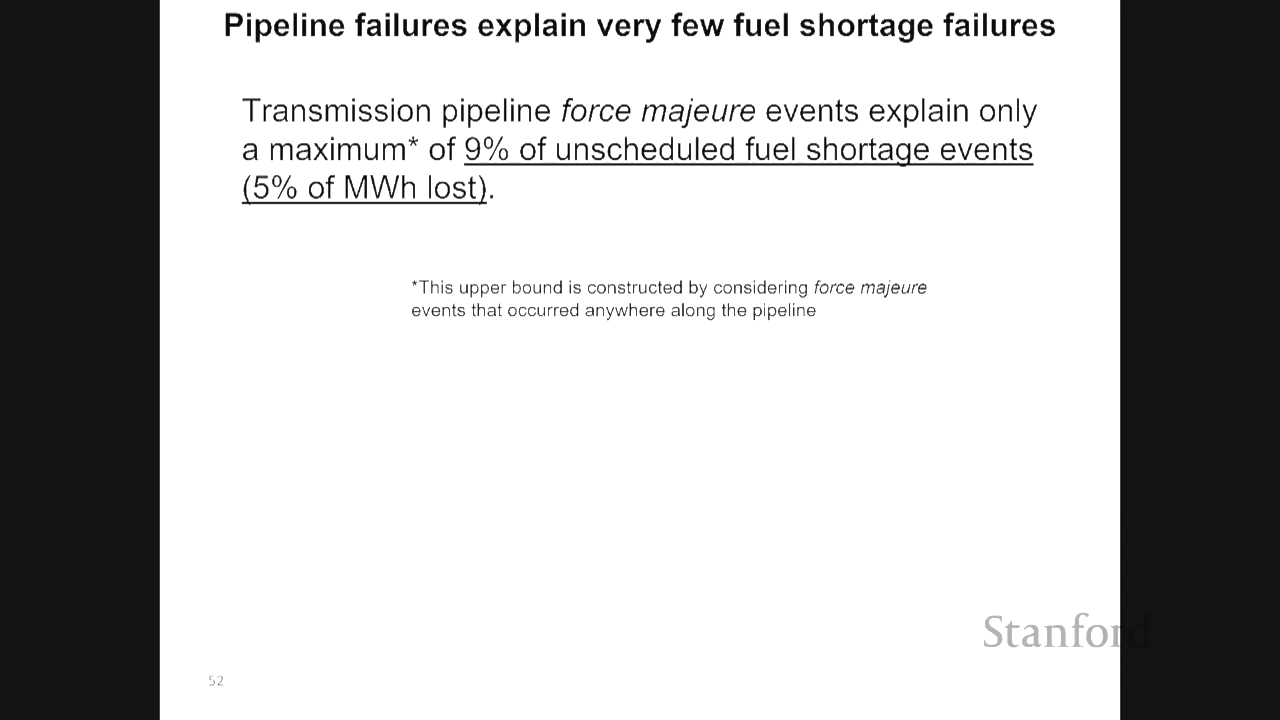 Pipeline failures explain very few fuel shortage failures
Transmission pipeline force majeure events explain only
a maximum* of 9% of unscheduled fuel shortage events
(5% of MWh lost).
*This upper bound is constructed by considering force majeure
events that occurred anywhere along the pipeline
Stanford
52